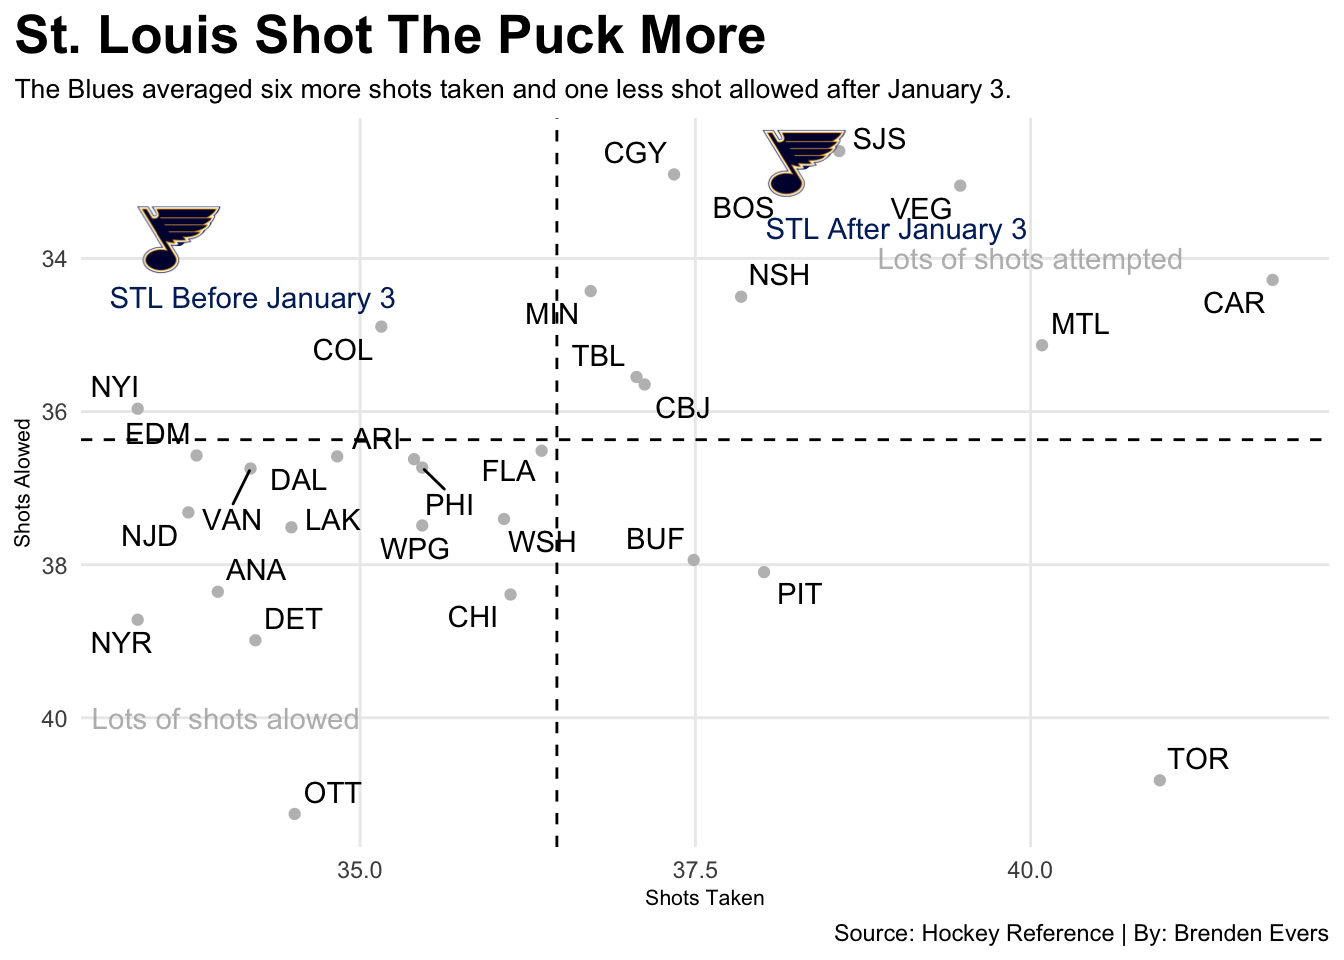 St. Louis Shot The Puck More
The Blues averaged six more shots taken and one less shot allowed after January 3.
SJS
CGY
BOS
VEG
STL After January 3
Lots of shots attempted
34
NSH
STL Before January 3
CAR
MIN
MTL
COL
TBL
NYI
CBJ
36
EDM
ARI
FLA
DAL
PHI
VAN
LAK
NJD
WPG
WSH
BUF
38
ANA
PIT
CHI
DET
NYR
40
Lots of shots alowed
TOR
OTT
Shots Alowed
35.0
37.5
40.0
Shots Taken
Source: Hockey Reference | By: Brenden Evers